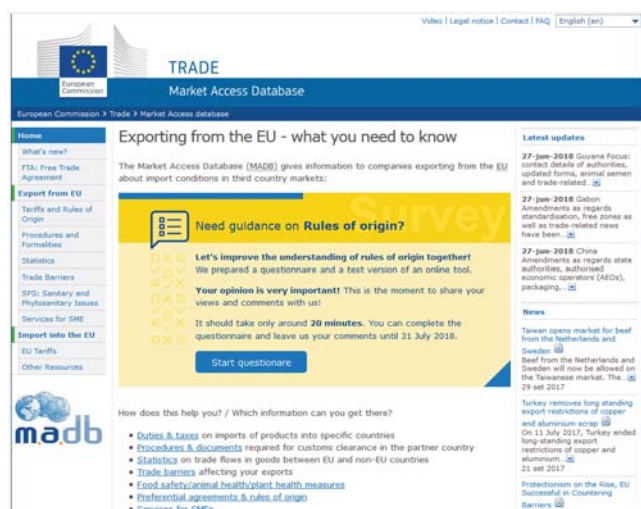 Video | Legal notice | Contact | FAQ English (en)
European
Commission
TRADE
Market Access Database
European Commission > Trade > Market Access database
Home
What's new?
FTA: Free Trade
Agreement
Export from EU
Tariffs and Rules of
Origin
Procedures and
Formalities
Statistics
Trade Barriers
SPS: Sanitary and
Phytosanitary Issues
Services for SME
Import into the EU
EU Tariffs
Other Resources
madb
Exporting from the EU - what you need to know
The Market Access Database (MADB) gives information to companies exporting from the EU
about import conditions in third country markets:
Survey
Need guidance on Rules of origin?
Let's improve the understanding of rules of origin together!
We prepared a questionnaire and a test version of an online tool.
Your opinion is very important! This is the moment to share your
views and comments with us!
It should take only around 20 minutes. You can complete the
questionnaire and leave us your comments until 31 July 2018.
Start questionare
How does this help you? / Which information can you get there?
Duties & taxes on imports of products into specific countries
Procedures & documents required for customs clearance in the partner country
Statistics on trade flows in goods between EU and non-EU countries
Trade barriers affecting your exports
Food safety/animal health/plant health measures
Preferential agreements & rules of origin
Services for SMEs
Latest updates
27-jun-2018 Guyana Focus:
contact details of authorities,
updated forms, animal semen
and trade-related...
27-jun-2018 Gabon
Amendments as regards
standardisation, free zones as
well as trade-related news
have been...
27-jun-2018 China
Amendments as regards state
authorities, authorised
economic operators (AEOs),
packaging,...
News
Taiwan opens market for beef
from the Netherlands and
Sweden
Beef from the Netherlands and
Sweden will now be allowed on
the Taiwanese market. The...
29 set 2017
Turkey removes long standing
export restrictions of copper
and aluminium scrap
On 11 July 2017, Turkey ended
long-standing export
restrictions of copper and
aluminium...
21 set 2017
Protectionism on the Rise, EU
Successful in Countering
Barriers